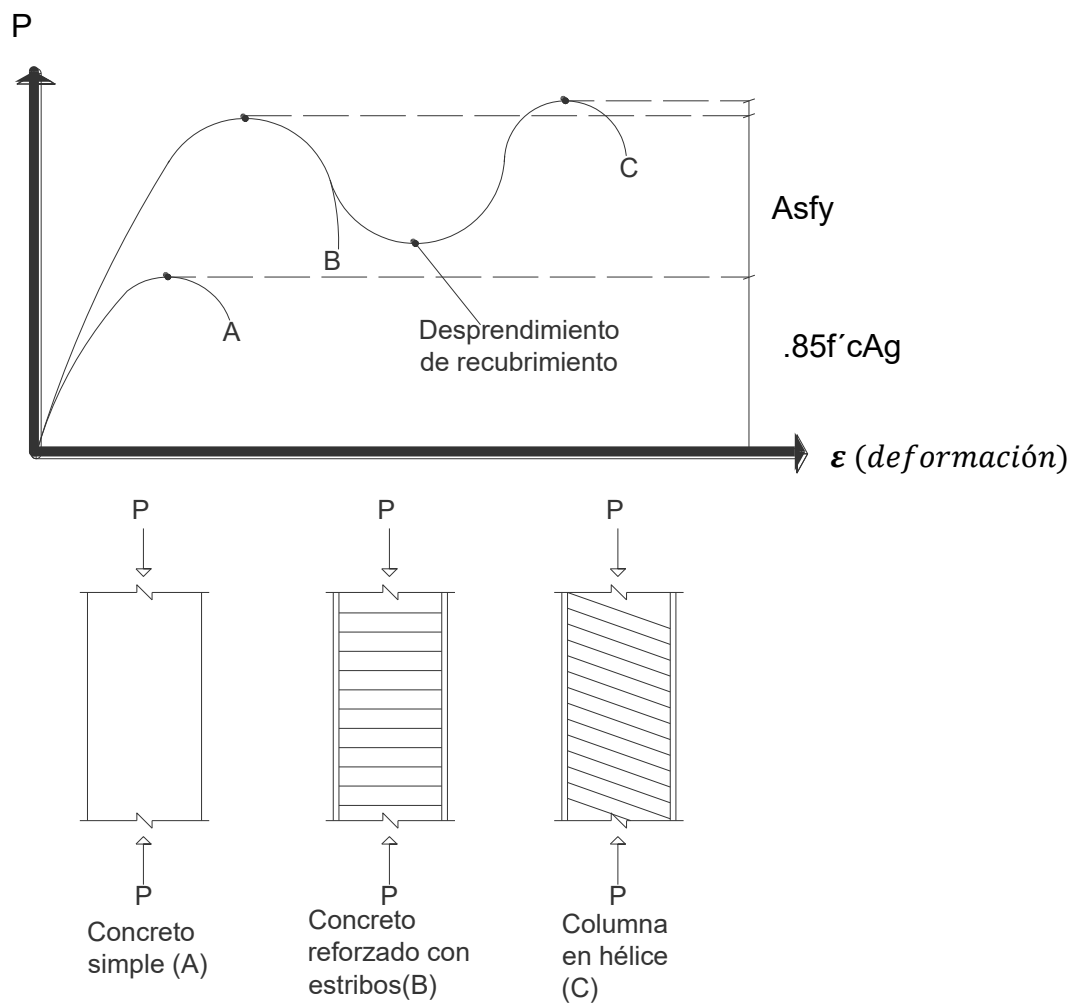 P
C
B
A
Desprendimiento
de recubrimiento
Asfy
.85f´cAg
ε (deformación)
P
P
P
P
P
P
Concreto
simple (A)
Concreto
reforzado con
estribos(B)
Columna
en hélice
(C)